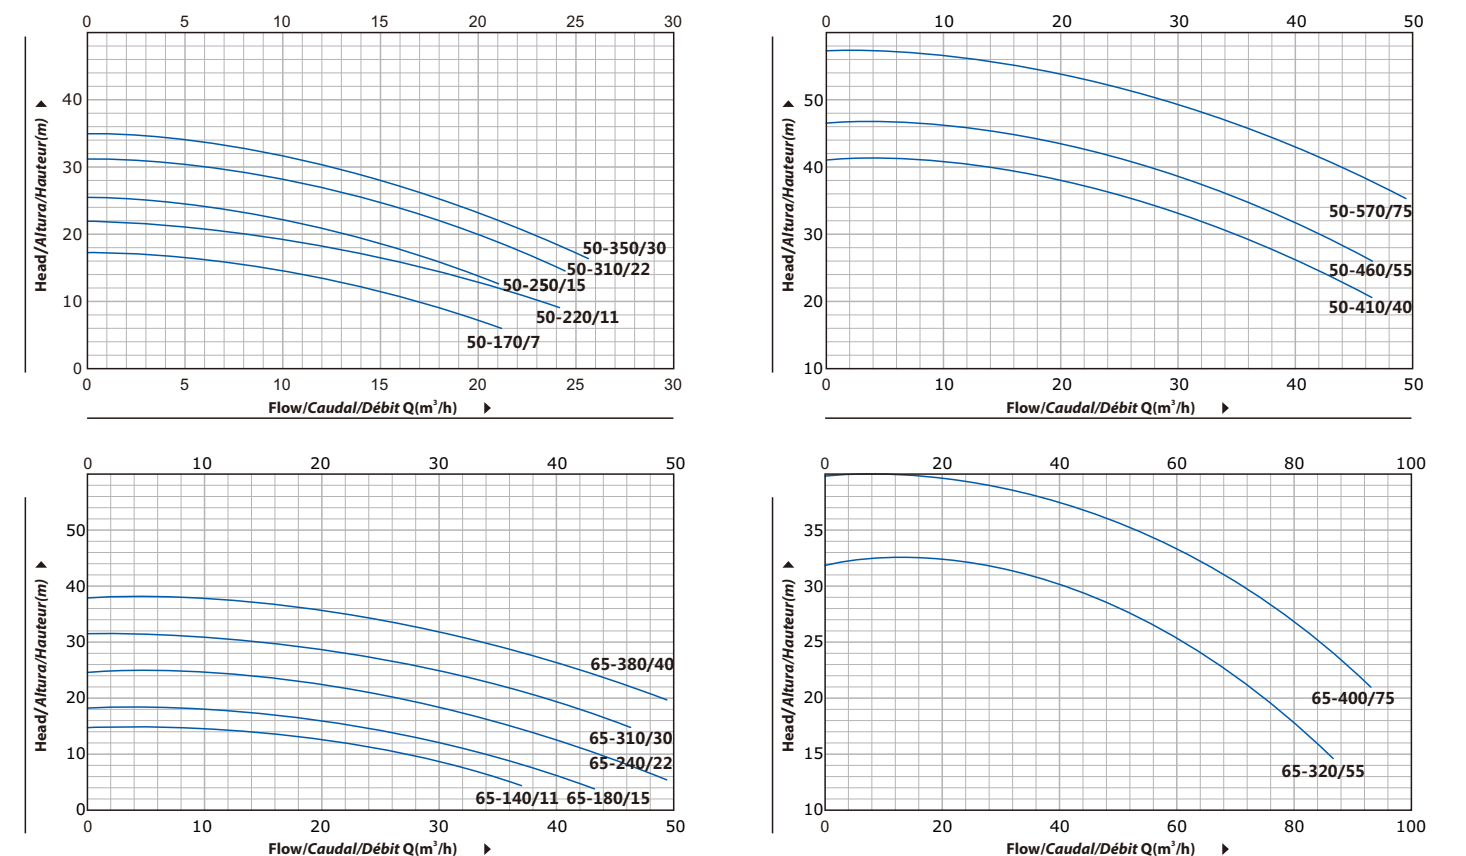 0 5 10 15 20 25 30
40
30
20
10
0
Head/Altura/Hauteur(m)
50-350/30
50-310/22
50-250/15
50-220/11
50-170/7
0 5 10 15 20 25 30
Flow/Caudal/Débit Q(m³/h)
0 10 20 30 40 50
50
40
30
20
10
Head/Altura/Hauteur(m)
50-570/75
50-460/55
50-410/40
0 10 20 30 40 50
Flow/Caudal/Débit Q(m³/h)
0 10 20 30 40 50
50
40
30
20
10
0
Head/Altura/Hauteur(m)
65-380/40
65-310/30
65-240/22
65-140/11 65-180/15
0 10 20 30 40 50
Flow/Caudal/Débit Q(m³/h)
0 20 40 60 80 100
35
30
25
20
15
10
Head/Altura/Hauteur(m)
65-400/75
65-320/55
0 20 40 60 80 100
Flow/Caudal/Débit Q(m³/h)